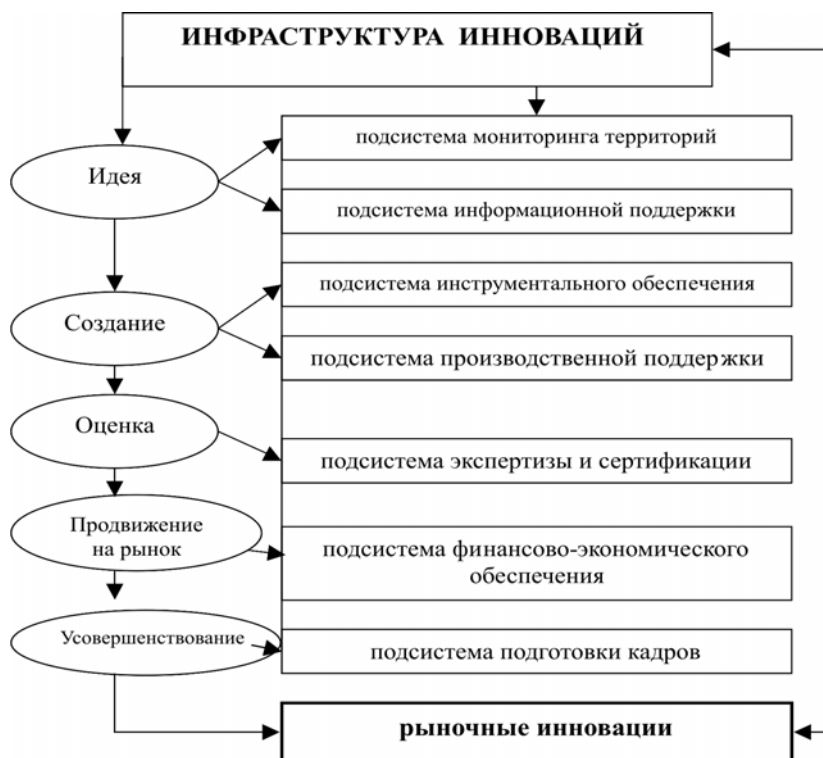 ИНФРАСТРУКТУРА ИННОВАЦИЙ
подсистема мониторинга территорий
Идея
подсистема информационной поддержки
подсистема инструментального обеспечения
Создание
подсистема производственной поддержки
Оценка
подсистема экспертизы и сертификации
Продвижение
на рынок
подсистема финансово-экономического
обеспечения
Усовершенствование
подсистема подготовки кадров
рыночные инновации